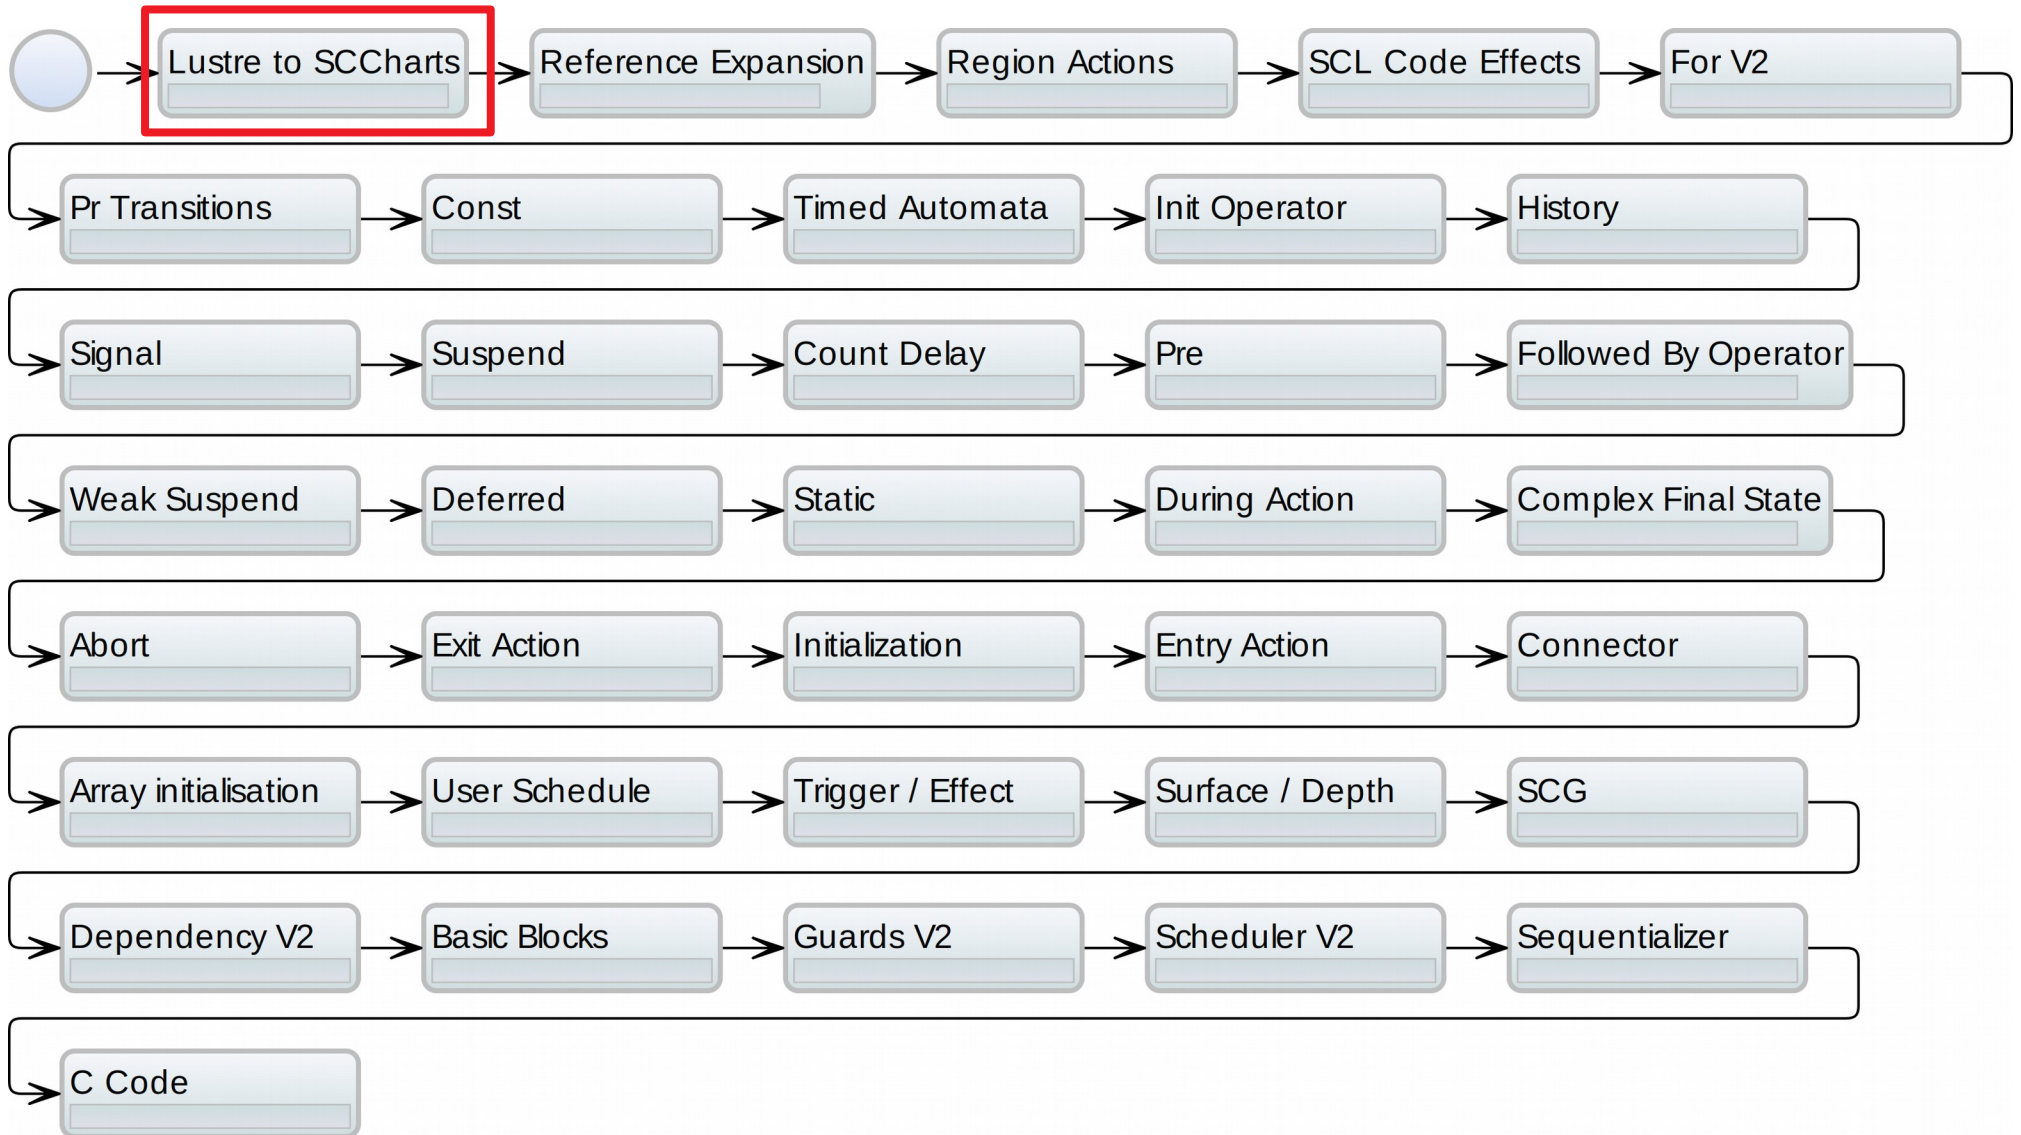 Lustre to SCCharts
Reference Expansion
Region Actions
SCL Code Effects
For V2
Pr Transitions
Const
Timed Automata
Init Operator
History
Signal
Suspend
Count Delay
Pre
Followed By Operator
Weak Suspend
Deferred
Static
During Action
Complex Final State
Abort
Exit Action
Initialization
Entry Action
Connector
Array initialisation
User Schedule
Trigger / Effect
Surface / Depth
SCG
Dependency V2
Basic Blocks
Guards V2
Scheduler V2
Sequentializer
C Code